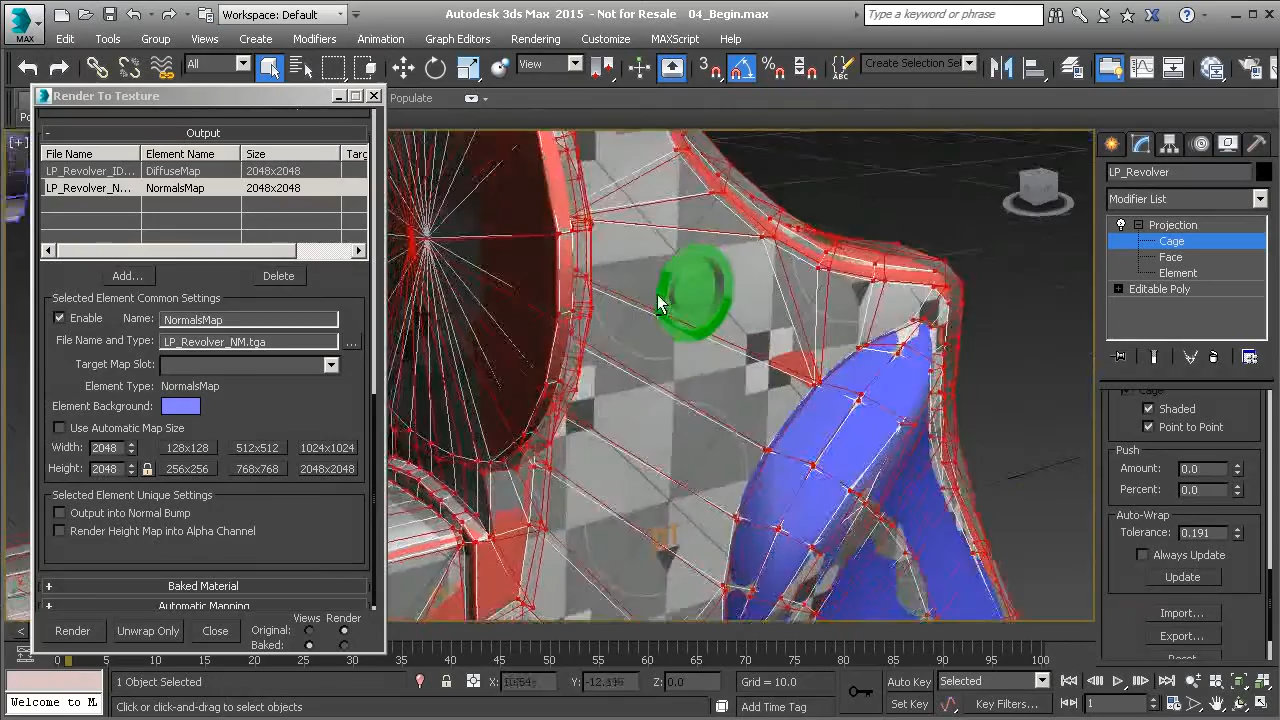 Workspace: Default
Autodesk 3ds Max 2015 - Not for Resale 04_Begin.max
Type a keyword or phrase
MAX
Edit Tools Group Views Create Modifiers Animation Graph Editors Rendering Customize MAXScript Help
All
View
3
Create Selection Se
Render To Texture
Populate
[+]
- Output
File Name Element Name Size Targ
LP_Revolver_ID... DiffuseMap 2048x2048
LP_Revolver_N... NormalsMap 2048x2048
Add... Delete
Selected Element Common Settings
Enable Name: NormalsMap
File Name and Type: LP_Revolver_NM.tga ...
Target Map Slot:
Element Type: NormalsMap
Element Background:
Use Automatic Map Size
Width: 2048 128x128 512x512 1024x1024
Height: 2048 256x256 768x768 2048x2048
Selected Element Unique Settings
Output into Normal Bump
Render Height Map into Alpha Channel
+ Baked Material
+ Automatic Mapping
Views Render
Render Unwrap Only Close Original:
Baked:
LP_Revolver
Modifier List
Projection
Cage
Face
Element
Editable Poly
Cage
Shaded
Point to Point
Push
Amount: 0.0
Percent: 0.0
Auto-Wrap
Tolerance: 0.191
Always Update
Update
Import...
Export...
Reset
0 5 10 15 20 25 30 35 40 45 50 55 60 65 70 75 80 85 90 95 100
1 Object Selected X: Y: Z: 0.0 Grid = 10.0 Auto Key Selected
Welcome to M Click or click-and-drag to select objects Add Time Tag Set Key Key Filters... 1